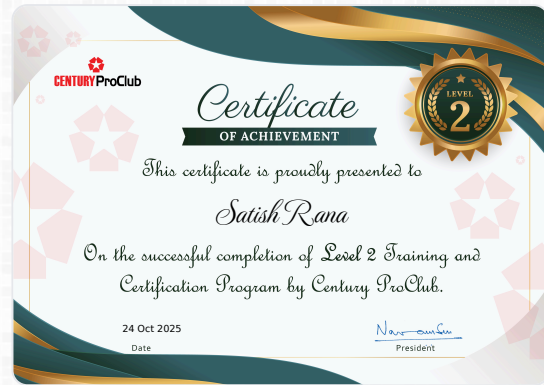 CENTURY ProClub
Certificate
OF ACHIEVEMENT
LEVEL
2
This certificate is proudly presented to
Satish Rana
On the successful completion of Level 2 Training and
Certification Program by Century ProClub.
24 Oct 2025
Date
President